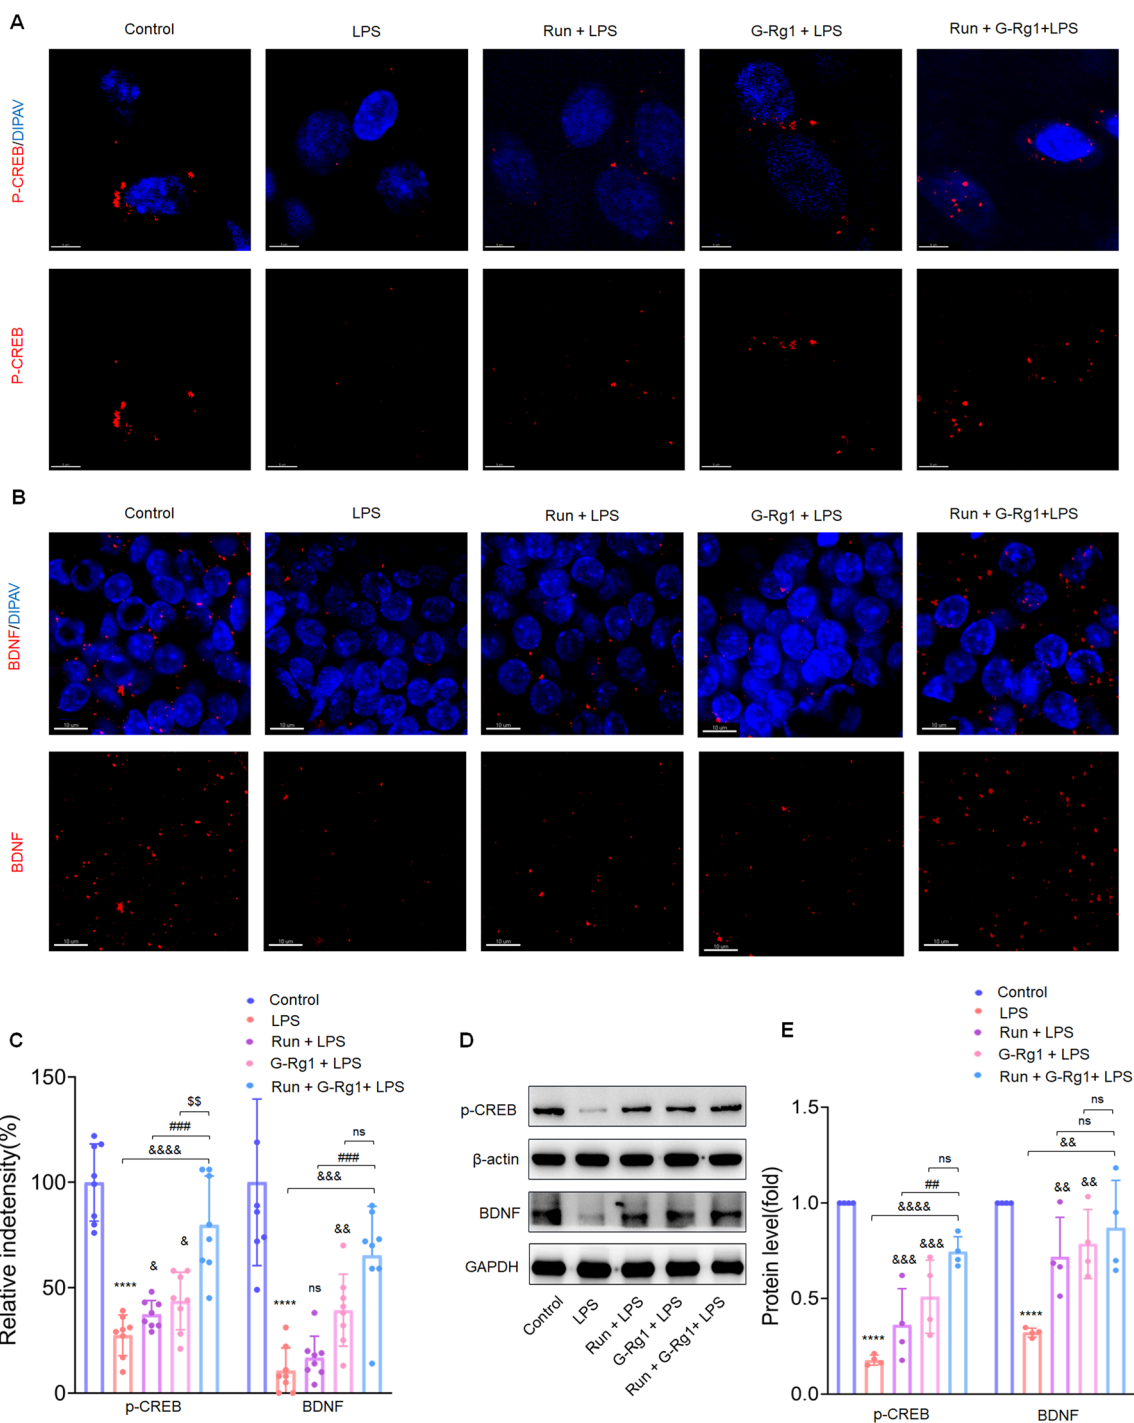 A
Control
LPS
Run + LPS
G-Rg1 + LPS
Run + G-Rg1+LPS
P-CREB/DIPAV
P-CREB
B
Control
LPS
Run + LPS
G-Rg1 + LPS
Run + G-Rg1+LPS
BDNF/DIPAV
10 um
10 um
10 um
10 um
10 um
BDNF
10 um
10 um
10 um
10 um
10 um
C
Control
LPS
Run + LPS
G-Rg1 + LPS
Run + G-Rg1+ LPS
Relative indetensity(%)
150
100
50
0
$$
###
&&&&
****
&
&
ns
###
&&&
****
ns
&&
p-CREB
BDNF
D
p-CREB
β-actin
BDNF
GAPDH
Control
LPS
Run + LPS
G-Rg1 + LPS
Run + G-Rg1+ LPS
E
Control
LPS
Run + LPS
G-Rg1 + LPS
Run + G-Rg1+ LPS
Protein level(fold)
1.5
1.0
0.5
0.0
ns
##
&&&&
****
&&&
&&&
ns
ns
&&
****
&&
&&
p-CREB
BDNF